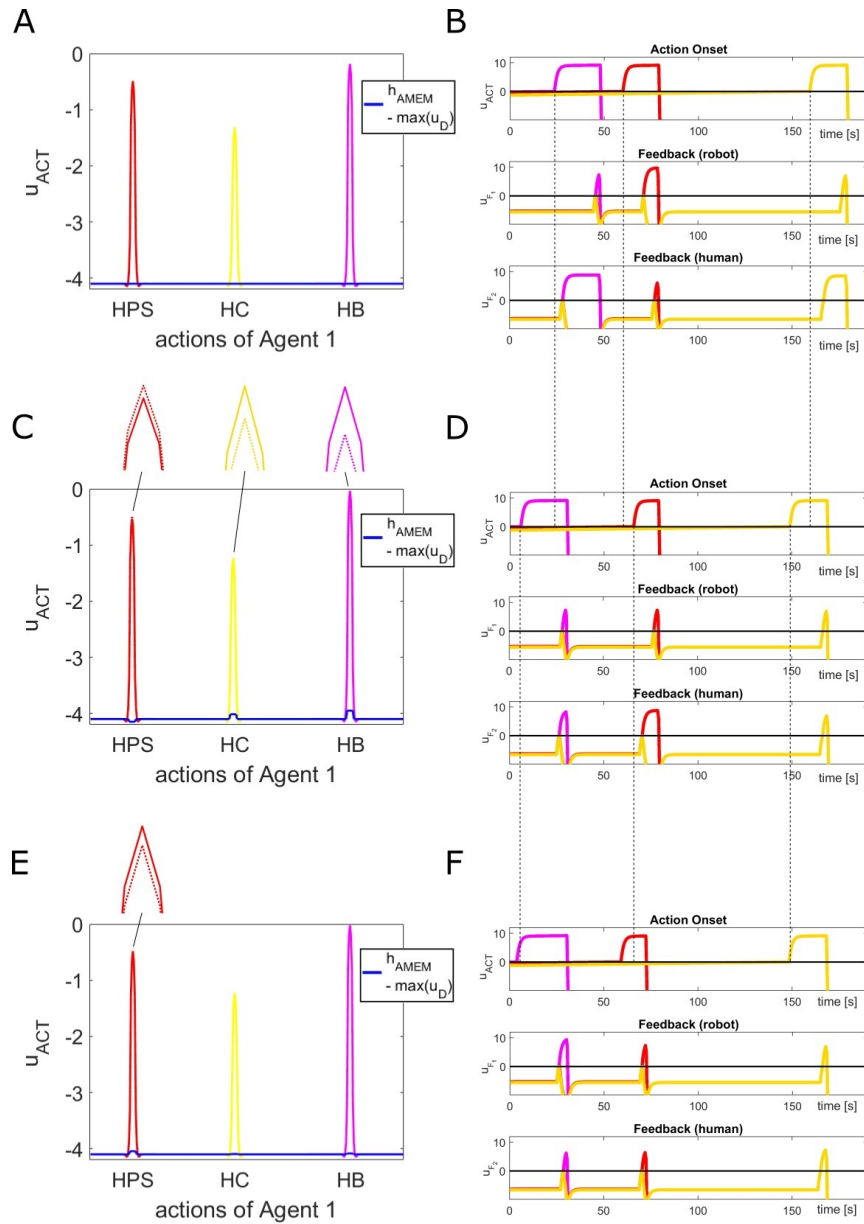 A
0
-1
-2
-3
-4
u_ACT
h_AMEM
- max(u_D)
HPS HC HB
actions of Agent 1
B
Action Onset
10
0
u_ACT
0 50 100 150 time [s]
Feedback (robot)
10
0
u_F1
0 50 100 150 time [s]
Feedback (human)
10
0
u_F2
0 50 100 150 time [s]
C
0
-1
-2
-3
-4
u_ACT
h_AMEM
- max(u_D)
HPS HC HB
actions of Agent 1
D
Action Onset
10
0
u_ACT
0 50 100 150 time [s]
Feedback (robot)
10
0
u_F1
0 50 100 150 time [s]
Feedback (human)
10
0
u_F2
0 50 100 150 time [s]
E
0
-1
-2
-3
-4
u_ACT
h_AMEM
- max(u_D)
HPS HC HB
actions of Agent 1
F
Action Onset
10
0
u_ACT
0 50 100 150 time [s]
Feedback (robot)
10
0
u_F1
0 50 100 150 time [s]
Feedback (human)
10
0
u_F2
0 50 100 150 time [s]